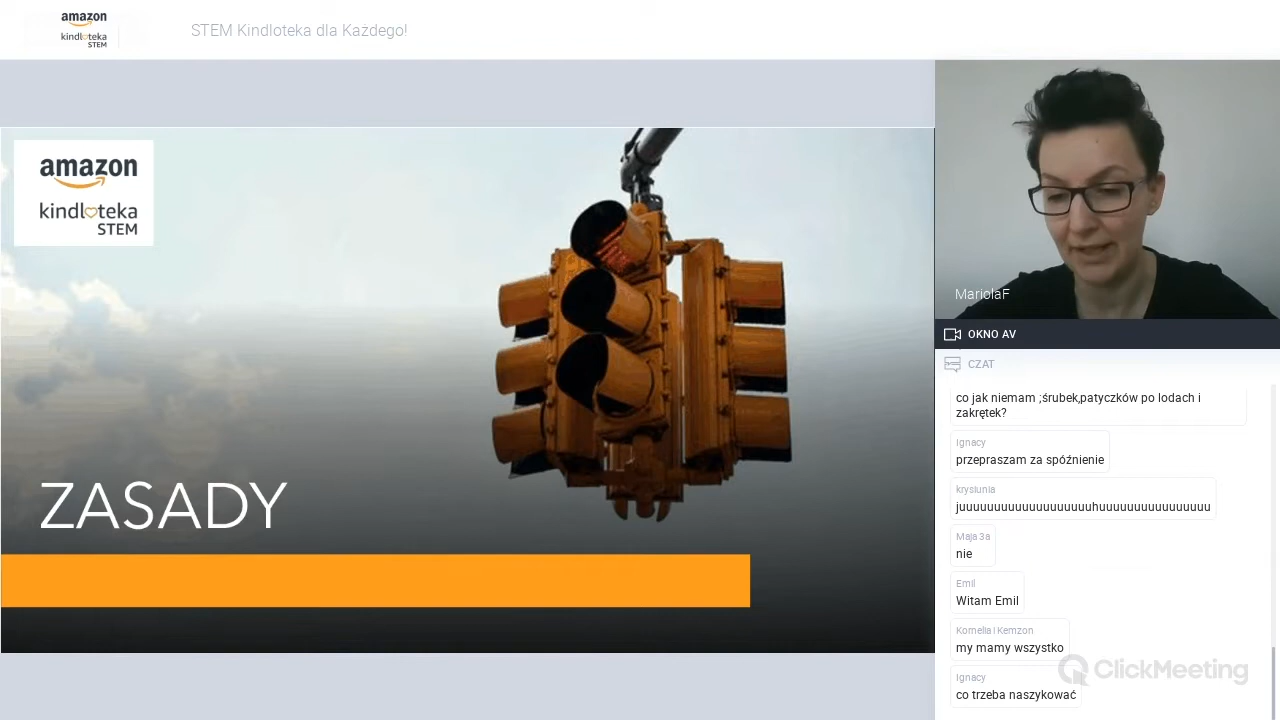 amazon
kindloteka
STEM
STEM Kindloteka dla Każdego!
amazon
kindloteka
STEM
ZASADY
MariolaF
OKNO AV
CZAT
co jak niemam ;śrubek,patyczków po lodach i
zakrętek?
Ignacy
przepraszam za spóźnienie
krysiunia
juuuuuuuuuuuuuuuuuuuhuuuuuuuuuuuuuuuu
Maja 3a
nie
Emil
Witam Emil
Kornelia i Kemzon
my mamy wszystko
ClickMeeting
Ignacy
co trzeba naszykować